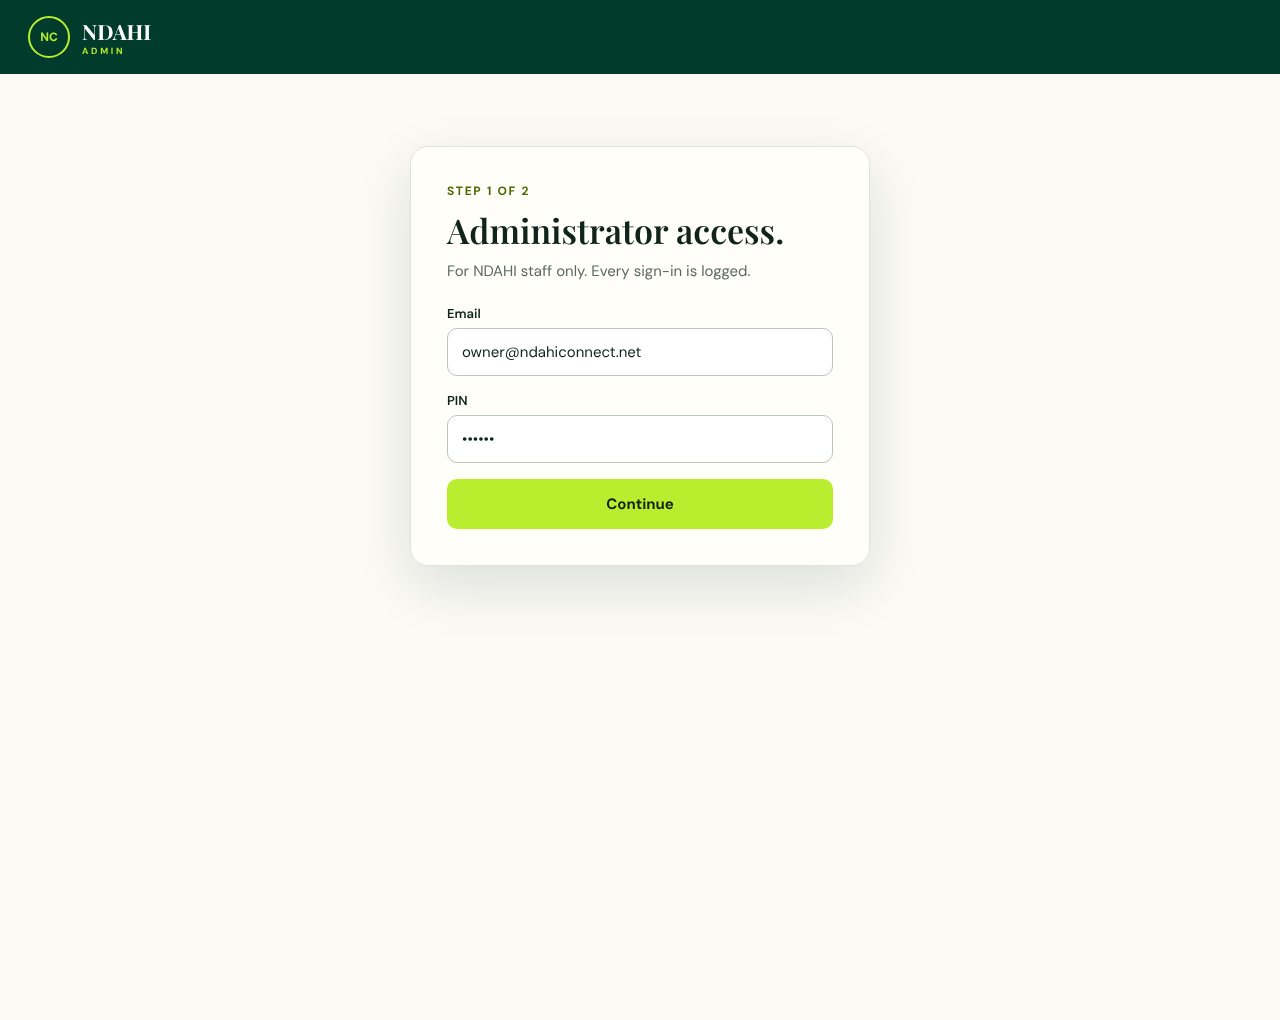 NC
NDAHI
ADMIN
STEP 1 OF 2
Administrator access.
For NDAHI staff only. Every sign-in is logged.
Email
owner@ndahiconnect.net
PIN
••••••
Continue